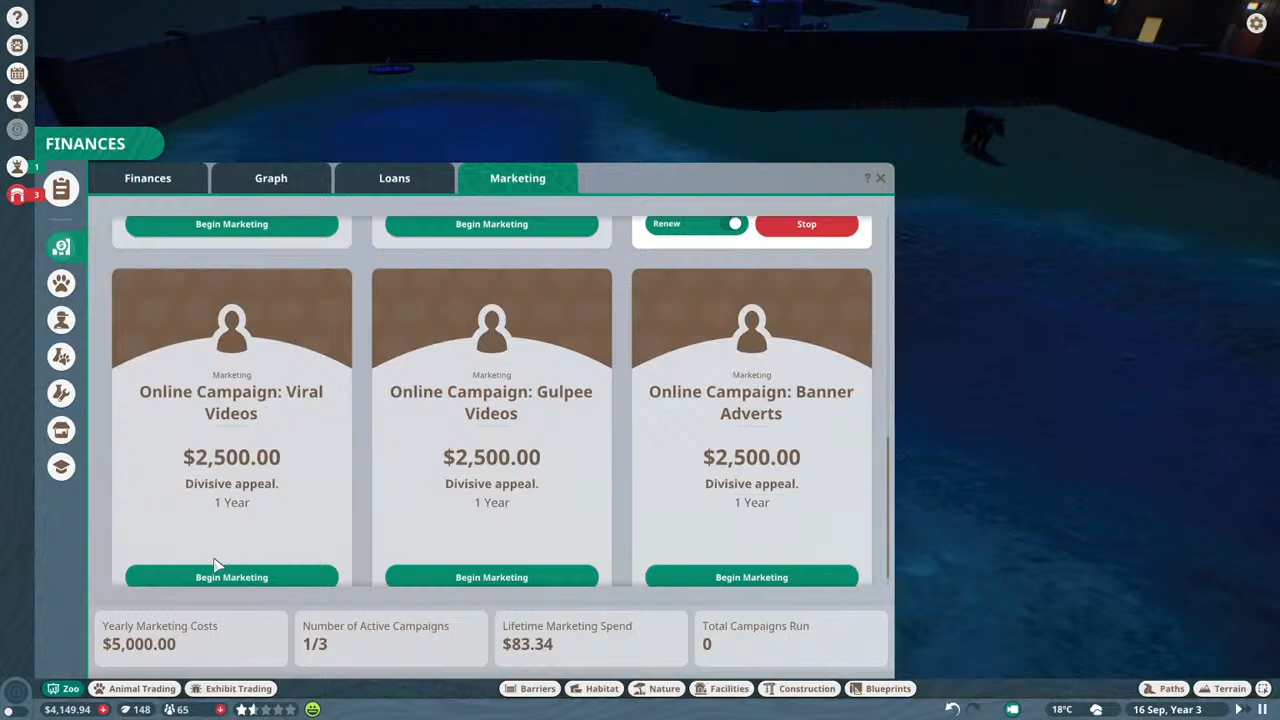 ?
1
3
FINANCES
Finances
Graph
Loans
Marketing
?
Begin Marketing
Begin Marketing
Renew
Stop
Marketing
Online Campaign: Viral
Videos
$2,500.00
Divisive appeal.
1 Year
Begin Marketing
Marketing
Online Campaign: Gulpee
Videos
$2,500.00
Divisive appeal.
1 Year
Begin Marketing
Marketing
Online Campaign: Banner
Adverts
$2,500.00
Divisive appeal.
1 Year
Begin Marketing
Yearly Marketing Costs
$5,000.00
Number of Active Campaigns
1/3
Lifetime Marketing Spend
$83.34
Total Campaigns Run
0
Zoo
Animal Trading
Exhibit Trading
Barriers
Habitat
Nature
Facilities
Construction
Blueprints
Paths
Terrain
$4,149.94
148
65
18°C
16 Sep, Year 3